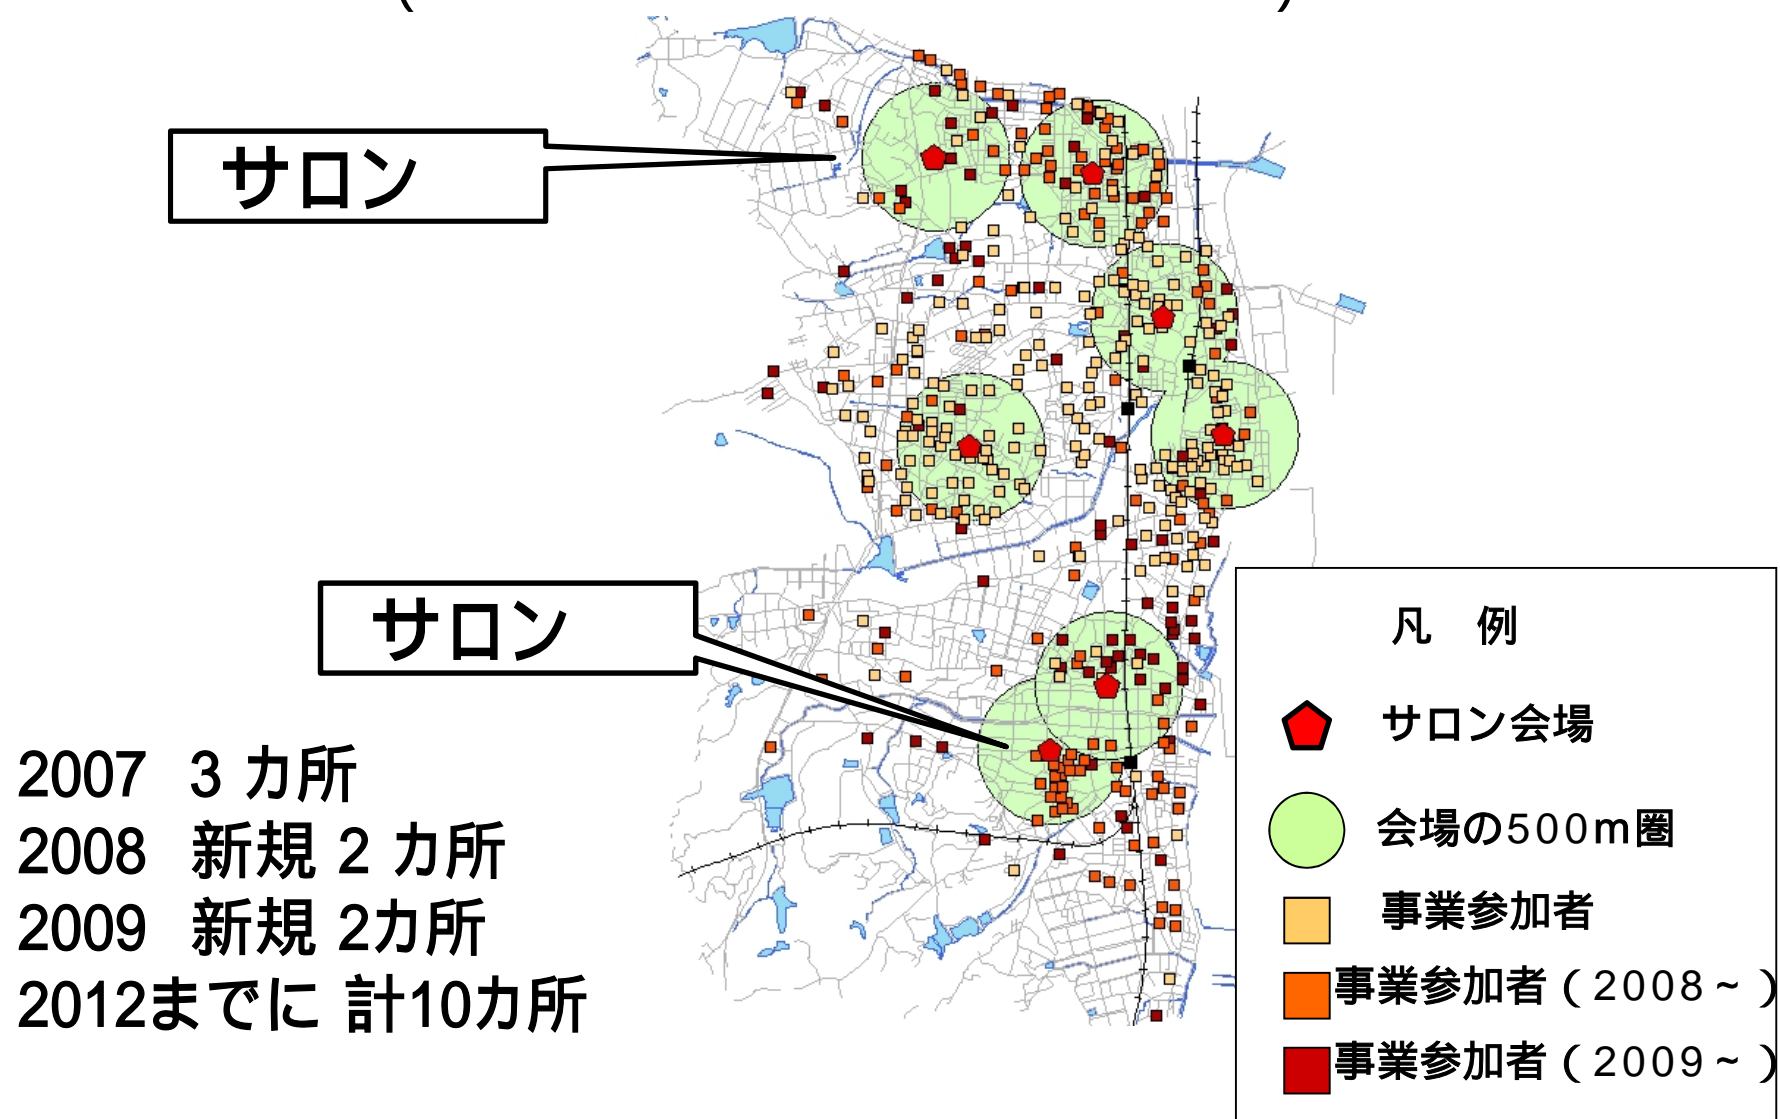 (                    )
サロン
サロン
2007 3 カ所
2008 新規 2 カ所
2009 新規 2カ所
2012までに 計10カ所
凡 例
サロン会場
会場の500m圏
事業参加者
事業参加者(2008~)
事業参加者(2009~)